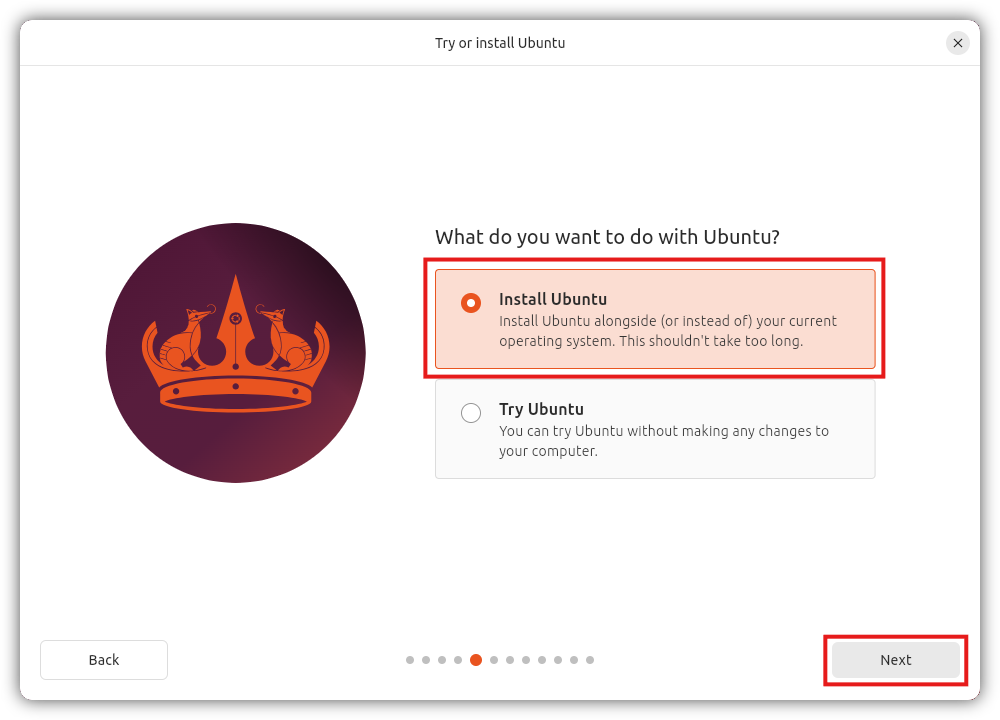 Try or install Ubuntu
What do you want to do with Ubuntu?
Install Ubuntu
Install Ubuntu alongside (or instead of) your current
operating system. This shouldn't take too long.
Try Ubuntu
You can try Ubuntu without making any changes to
your computer.
Back
Next